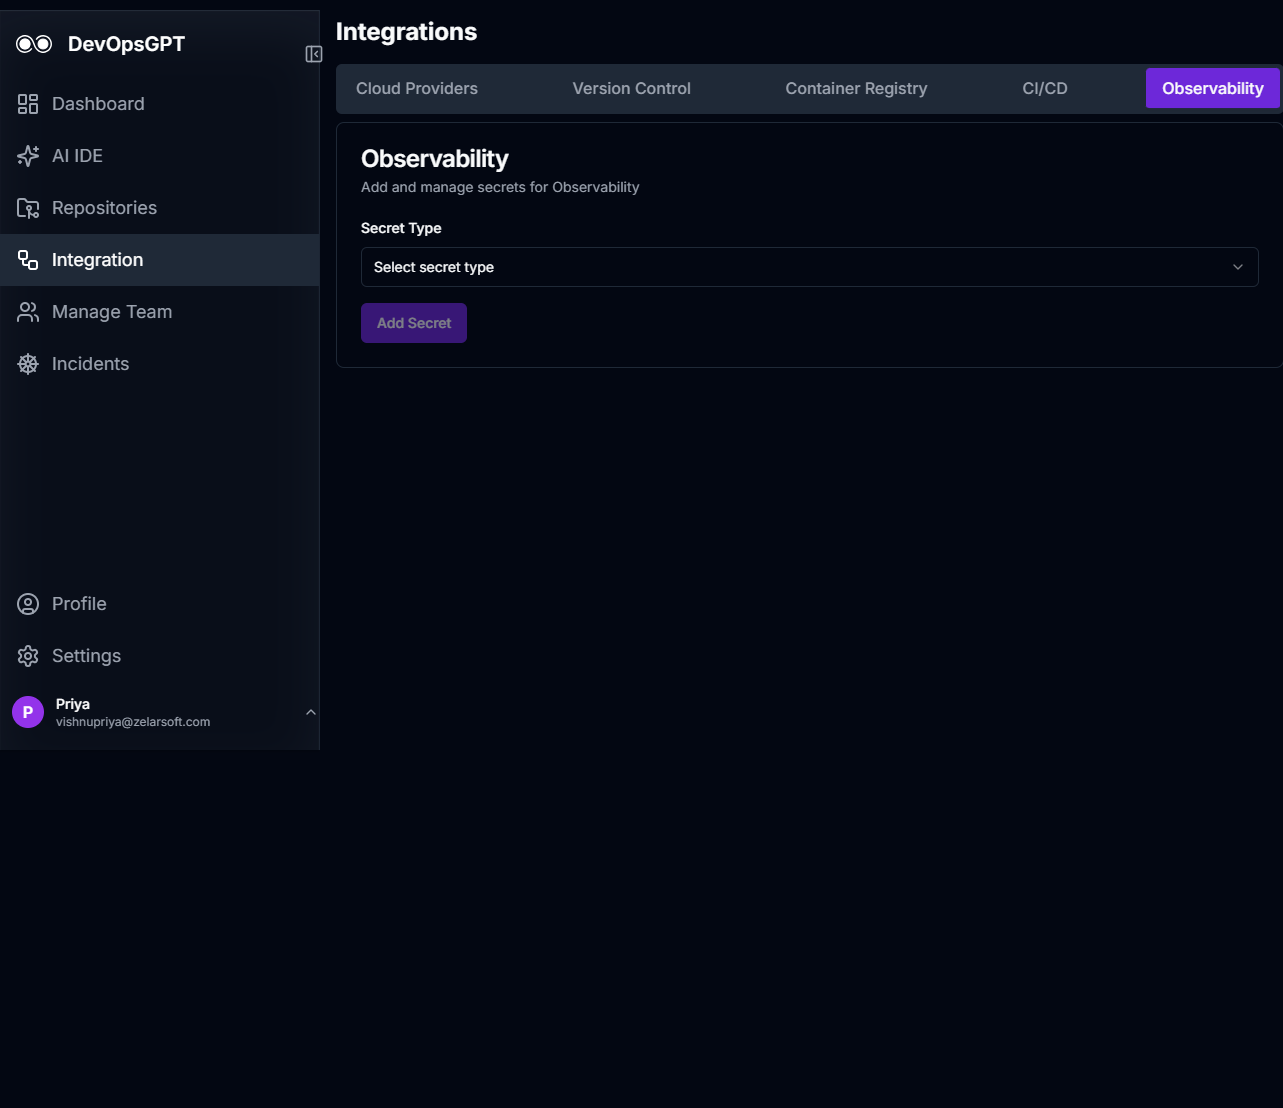 DevOpsGPT
Dashboard
AI IDE
Repositories
Integration
Manage Team
Incidents
Profile
Settings
P
Priya
vishnupriya@zelarsoft.com
Integrations
Cloud Providers
Version Control
Container Registry
CI/CD
Observability
Observability
Add and manage secrets for Observability
Secret Type
Select secret type
Add Secret